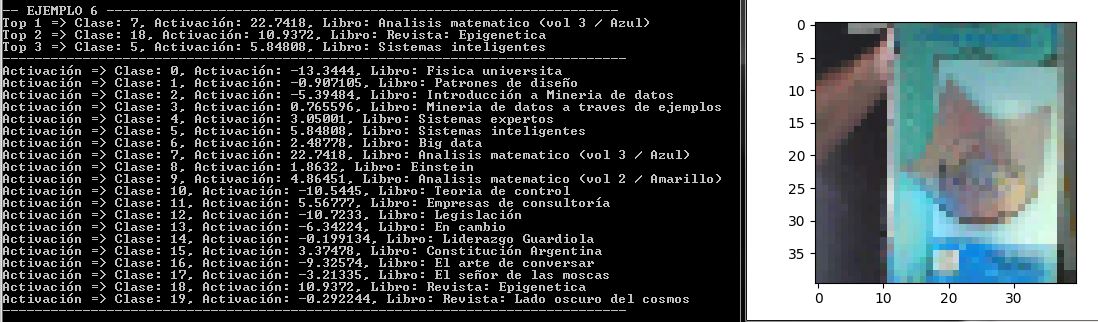 -- EJEMPLO 6 --------------------------------------------------------
Top 1 => Clase: 7, Activación: 22.7418, Libro: Analisis matematico (vol 3 / Azul)
Top 2 => Clase: 18, Activación: 10.9372, Libro: Revista: Epigenetica
Top 3 => Clase: 5, Activación: 5.84808, Libro: Sistemas inteligentes
Activación => Clase: 0, Activación: -13.3444, Libro: Fisica universita
Activación => Clase: 1, Activación: -0.907105, Libro: Patrones de diseño
Activación => Clase: 2, Activación: -5.39484, Libro: Introducción a Mineria de datos
Activación => Clase: 3, Activación: 0.765596, Libro: Mineria de datos a traves de ejemplos
Activación => Clase: 4, Activación: 3.05001, Libro: Sistemas expertos
Activación => Clase: 5, Activación: 5.84808, Libro: Sistemas inteligentes
Activación => Clase: 6, Activación: 2.48778, Libro: Big data
Activación => Clase: 7, Activación: 22.7418, Libro: Analisis matematico (vol 3 / Azul)
Activación => Clase: 8, Activación: 1.8632, Libro: Einstein
Activación => Clase: 9, Activación: 4.86451, Libro: Analisis matematico (vol 2 / Amarillo)
Activación => Clase: 10, Activación: -10.5445, Libro: Teoria de control
Activación => Clase: 11, Activación: 5.56777, Libro: Empresas de consultoría
Activación => Clase: 12, Activación: -10.7233, Libro: Legislación
Activación => Clase: 13, Activación: -6.34224, Libro: En cambio
Activación => Clase: 14, Activación: -0.199134, Libro: Liderazgo Guardiola
Activación => Clase: 15, Activación: 3.37478, Libro: Constitución Argentina
Activación => Clase: 16, Activación: -9.32574, Libro: El arte de conversar
Activación => Clase: 17, Activación: -3.21335, Libro: El señor de las moscas
Activación => Clase: 18, Activación: 10.9372, Libro: Revista: Epigenetica
Activación => Clase: 19, Activación: -0.292244, Libro: Revista: Lado oscuro del cosmos
0
5
10
15
20
25
30
35
0 10 20 30